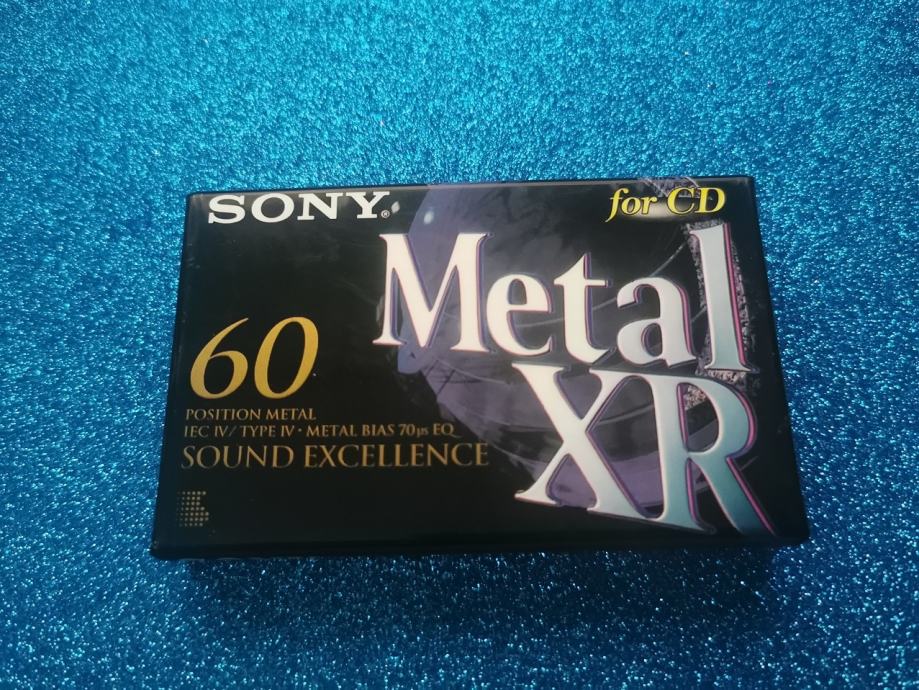 SONY®
for CD
Metal
XR
60
POSITION METAL
IEC IV/TYPE IV · METAL BIAS 70µs EQ
SOUND EXCELLENCE